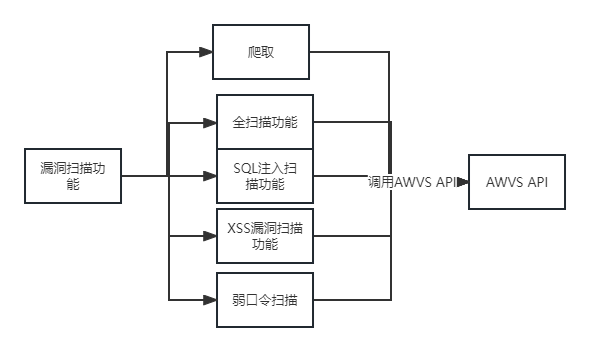 爬取
全扫描功能
漏洞扫描功
能
SQL注入扫
描功能
调用AWVS API
AWVS API
XSS漏洞扫描
功能
弱口令扫描